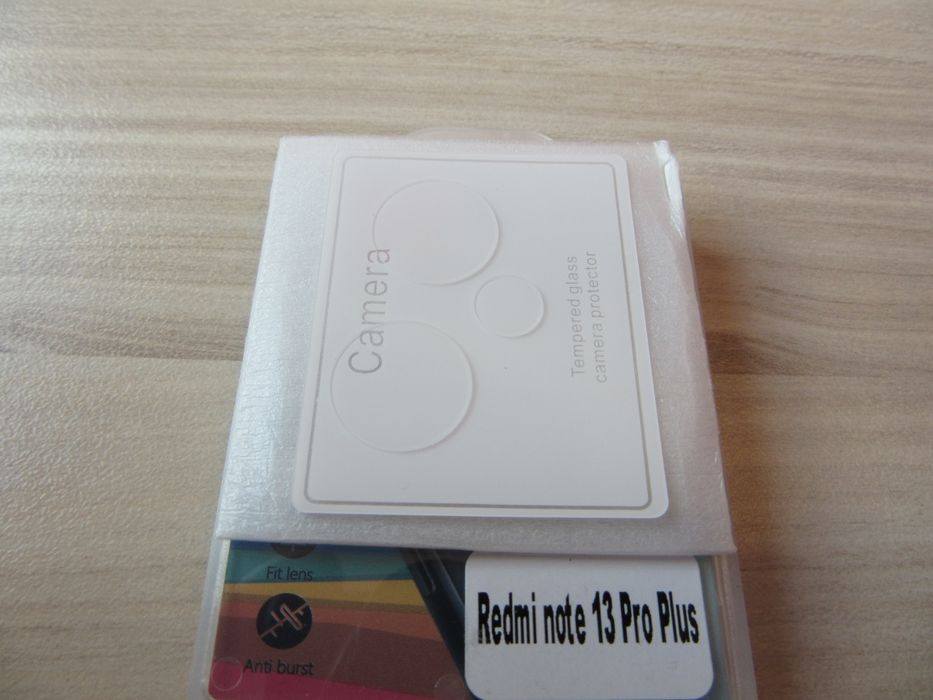 Camera
Tempered glass
camera protector
Fit lens
Anti burst
Redmi note 13 Pro Plus